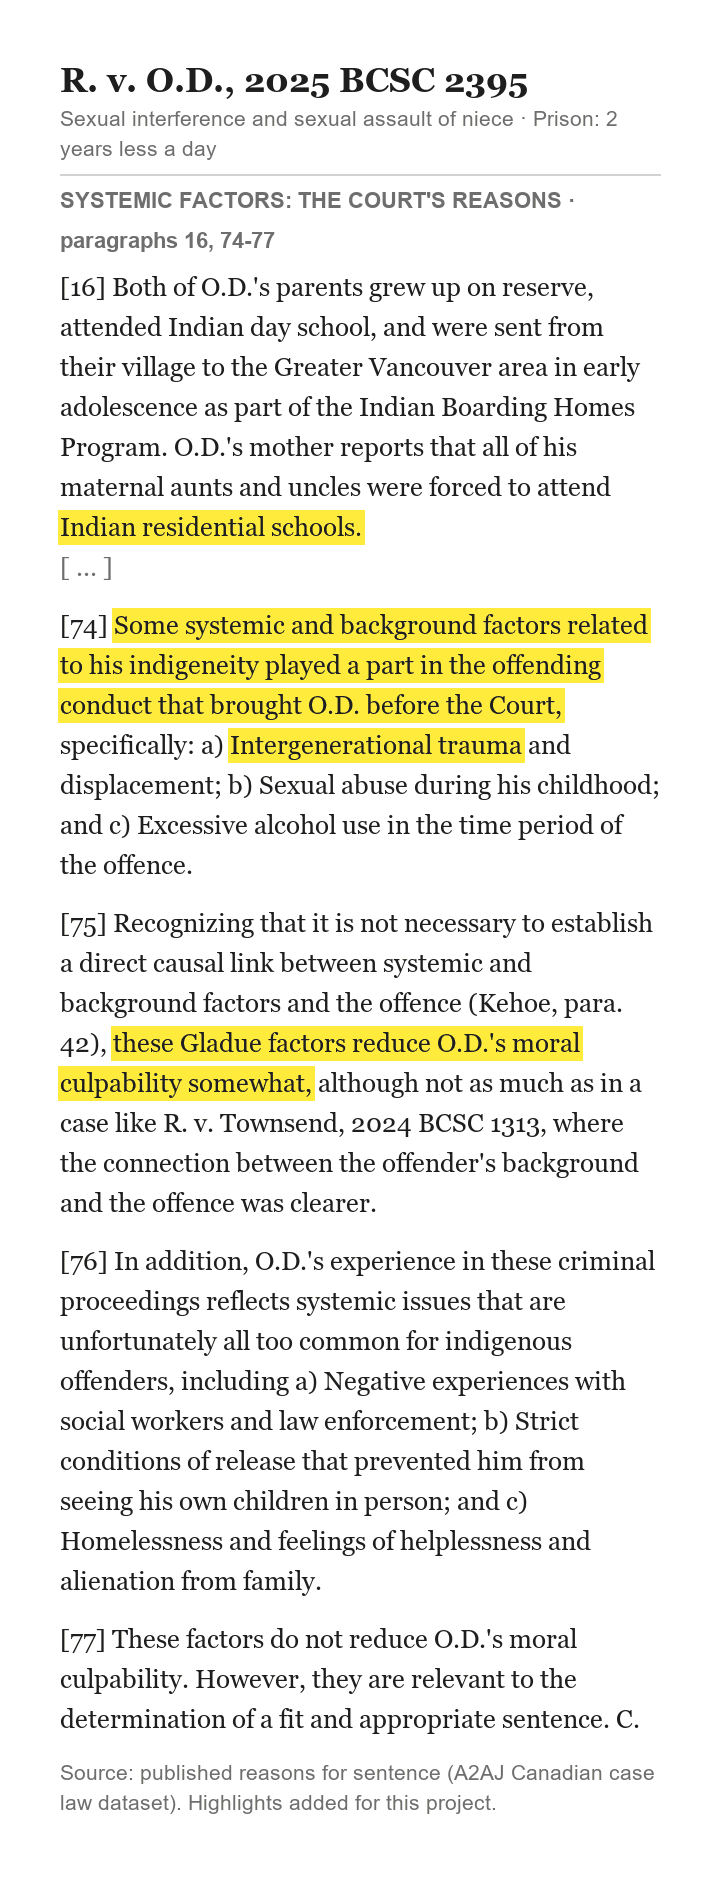 R. v. O.D., 2025 BCSC 2395
Sexual interference and sexual assault of niece · Prison: 2
years less a day
SYSTEMIC FACTORS: THE COURT'S REASONS ·
paragraphs 16, 74-77
[16] Both of O.D.'s parents grew up on reserve,
attended Indian day school, and were sent from
their village to the Greater Vancouver area in early
adolescence as part of the Indian Boarding Homes
Program. O.D.'s mother reports that all of his
maternal aunts and uncles were forced to attend
Indian residential schools.
[ ... ]
[74] Some systemic and background factors related
to his indigeneity played a part in the offending
conduct that brought O.D. before the Court,
specifically: a) Intergenerational trauma and
displacement; b) Sexual abuse during his childhood;
and c) Excessive alcohol use in the time period of
the offence.
[75] Recognizing that it is not necessary to establish
a direct causal link between systemic and
background factors and the offence (Kehoe, para.
42), these Gladue factors reduce O.D.'s moral
culpability somewhat, although not as much as in a
case like R. v. Townsend, 2024 BCSC 1313, where
the connection between the offender's background
and the offence was clearer.
[76] In addition, O.D.'s experience in these criminal
proceedings reflects systemic issues that are
unfortunately all too common for indigenous
offenders, including a) Negative experiences with
social workers and law enforcement; b) Strict
conditions of release that prevented him from
seeing his own children in person; and c)
Homelessness and feelings of helplessness and
alienation from family.
[77] These factors do not reduce O.D.'s moral
culpability. However, they are relevant to the
determination of a fit and appropriate sentence. C.
Source: published reasons for sentence (A2AJ Canadian case
law dataset). Highlights added for this project.